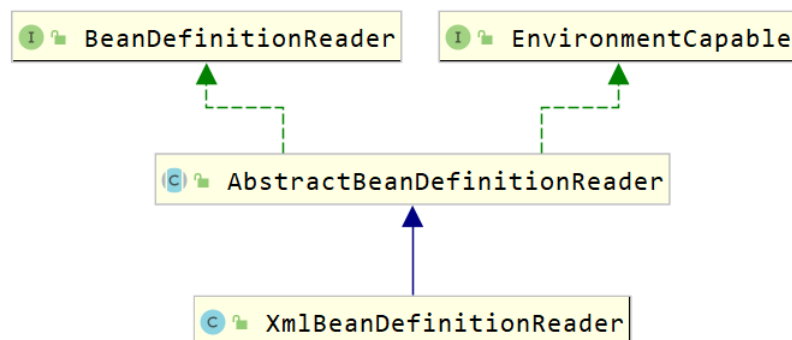 I BeanDefinitionReader
I EnvironmentCapable
C AbstractBeanDefinitionReader
C XmlBeanDefinitionReader